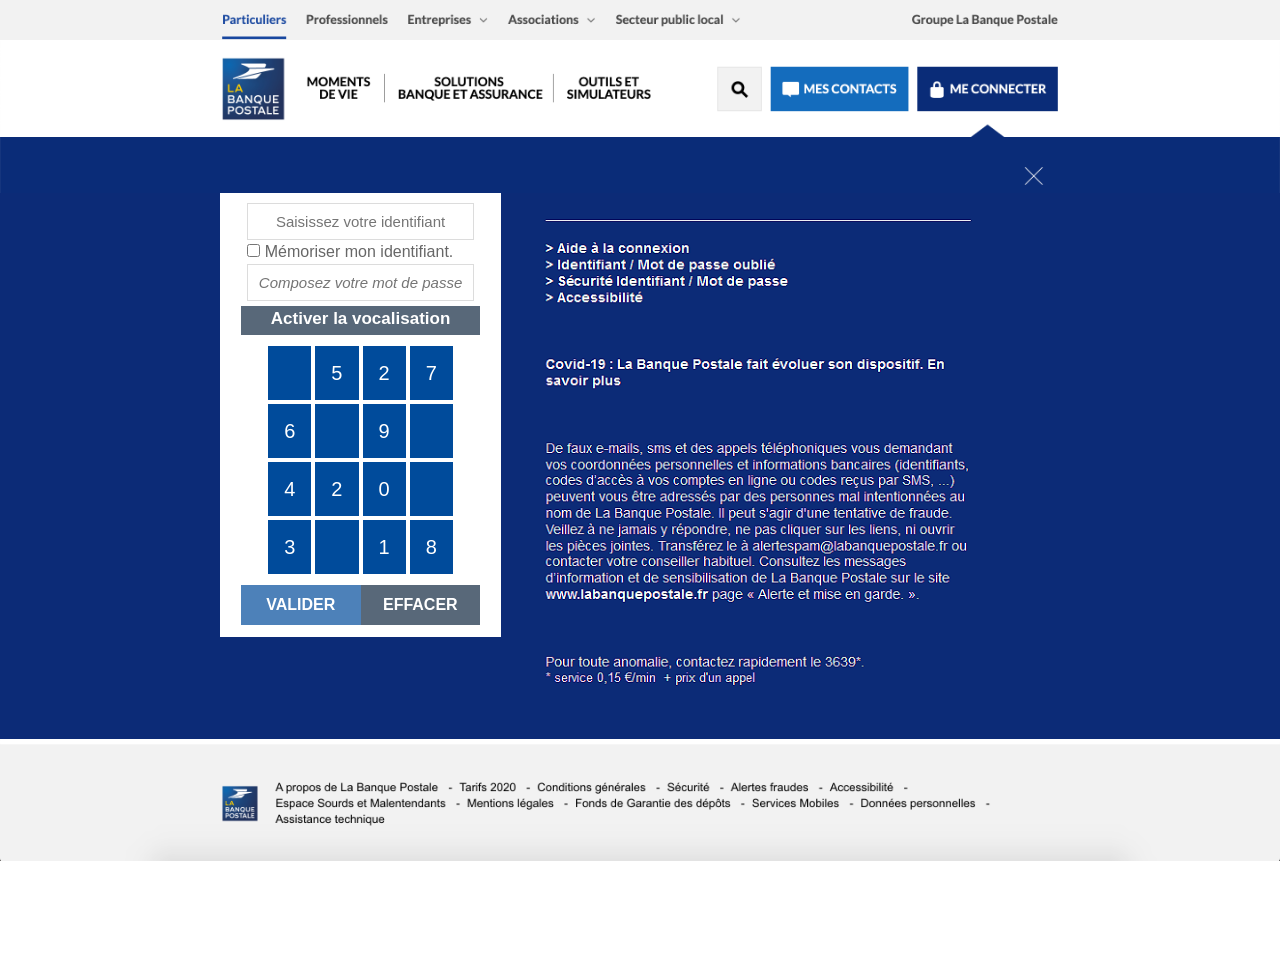 Particuliers Professionnels Entreprises Associations Secteur public local Groupe La Banque Postale
LA
BANQUE
POSTALE
MOMENTS
DE VIE
SOLUTIONS
BANQUE ET ASSURANCE
OUTILS ET
SIMULATEURS
MES CONTACTS
ME CONNECTER
Saisissez votre identifiant
Mémoriser mon identifiant.
Composez votre mot de passe
Activer la vocalisation
5 2 7
6 9
4 2 0
3 1 8
VALIDER EFFACER
> Aide à la connexion
> Identifiant / Mot de passe oublié
> Sécurité Identifiant / Mot de passe
> Accessibilité
Covid-19 : La Banque Postale fait évoluer son dispositif. En
savoir plus
De faux e-mails, sms et des appels téléphoniques vous demandant
vos coordonnées personnelles et informations bancaires (identifiants,
codes d'accès à vos comptes en ligne ou codes reçus par SMS, ...)
peuvent vous être adressés par des personnes mal intentionnées au
nom de La Banque Postale. Il peut s'agir d'une tentative de fraude.
Veillez à ne jamais y répondre, ne pas cliquer sur les liens, ni ouvrir
les pièces jointes. Transférez le à alertespam@labanquepostale.fr ou
contacter votre conseiller habituel. Consultez les messages
d'information et de sensibilisation de La Banque Postale sur le site
www.labanquepostale.fr page « Alerte et mise en garde. ».
Pour toute anomalie, contactez rapidement le 3639*.
* service 0,15 €/min + prix d'un appel
LA
BANQUE
POSTALE
A propos de La Banque Postale - Tarifs 2020 - Conditions générales - Sécurité - Alertes fraudes - Accessibilité -
Espace Sourds et Malentendants - Mentions légales - Fonds de Garantie des dépôts - Services Mobiles - Données personnelles -
Assistance technique